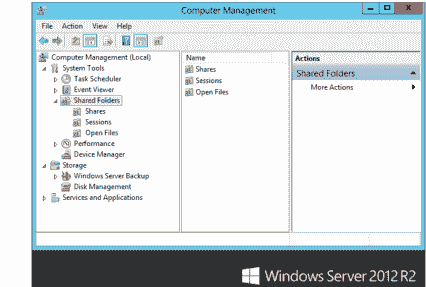 Computer Management
File Action View Help
Computer Management (Local)
System Tools
Task Scheduler
Event Viewer
Shared Folders
Shares
Sessions
Open Files
Performance
Device Manager
Storage
Windows Server Backup
Disk Management
Services and Applications
Name
Shares
Sessions
Open Files
Actions
Shared Folders
More Actions
Windows Server 2012 R2